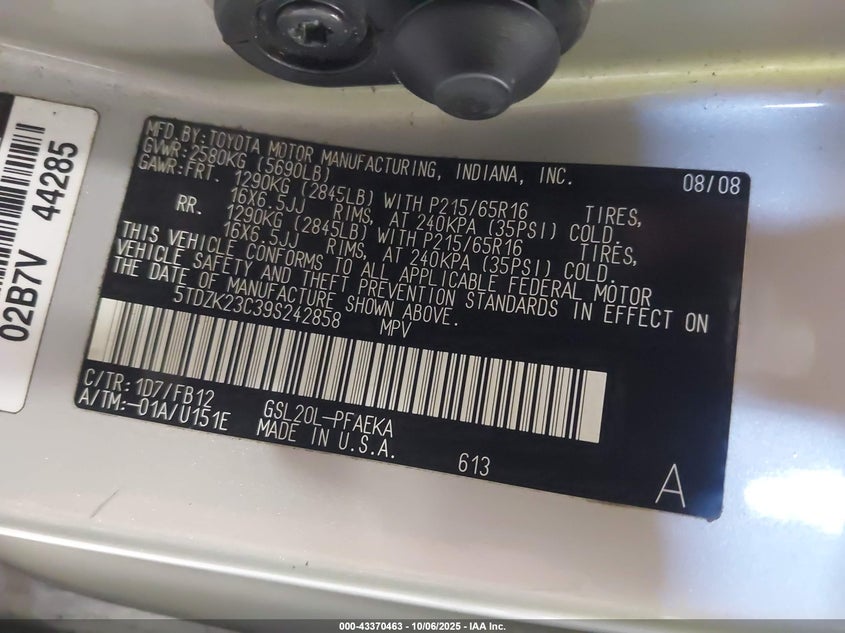 02B7V 44285
MFD.BY:TOYOTA MOTOR MANUFACTURING, INDIANA, INC. 08/08
GVWR:2580KG (5690LB)
GAWR:FRT. 1290KG (2845LB) WITH P215/65R16 TIRES,
16X6.5JJ RIMS, AT 240KPA (35PSI) COLD.
RR. 1290KG (2845LB) WITH P215/65R16 TIRES,
16X6.5JJ RIMS, AT 240KPA (35PSI) COLD.
THIS VEHICLE CONFORMS TO ALL APPLICABLE FEDERAL MOTOR
VEHICLE SAFETY AND THEFT PREVENTION STANDARDS IN EFFECT ON
THE DATE OF MANUFACTURE SHOWN ABOVE.
5TDZK23C39S242858 MPV
C/TR:1D7/FB12
A/TM:-01A/U151E
GSL20L-PFAEKA
MADE IN U.S.A.
613
A
000-43370463 - 10/06/2025 - IAA Inc.